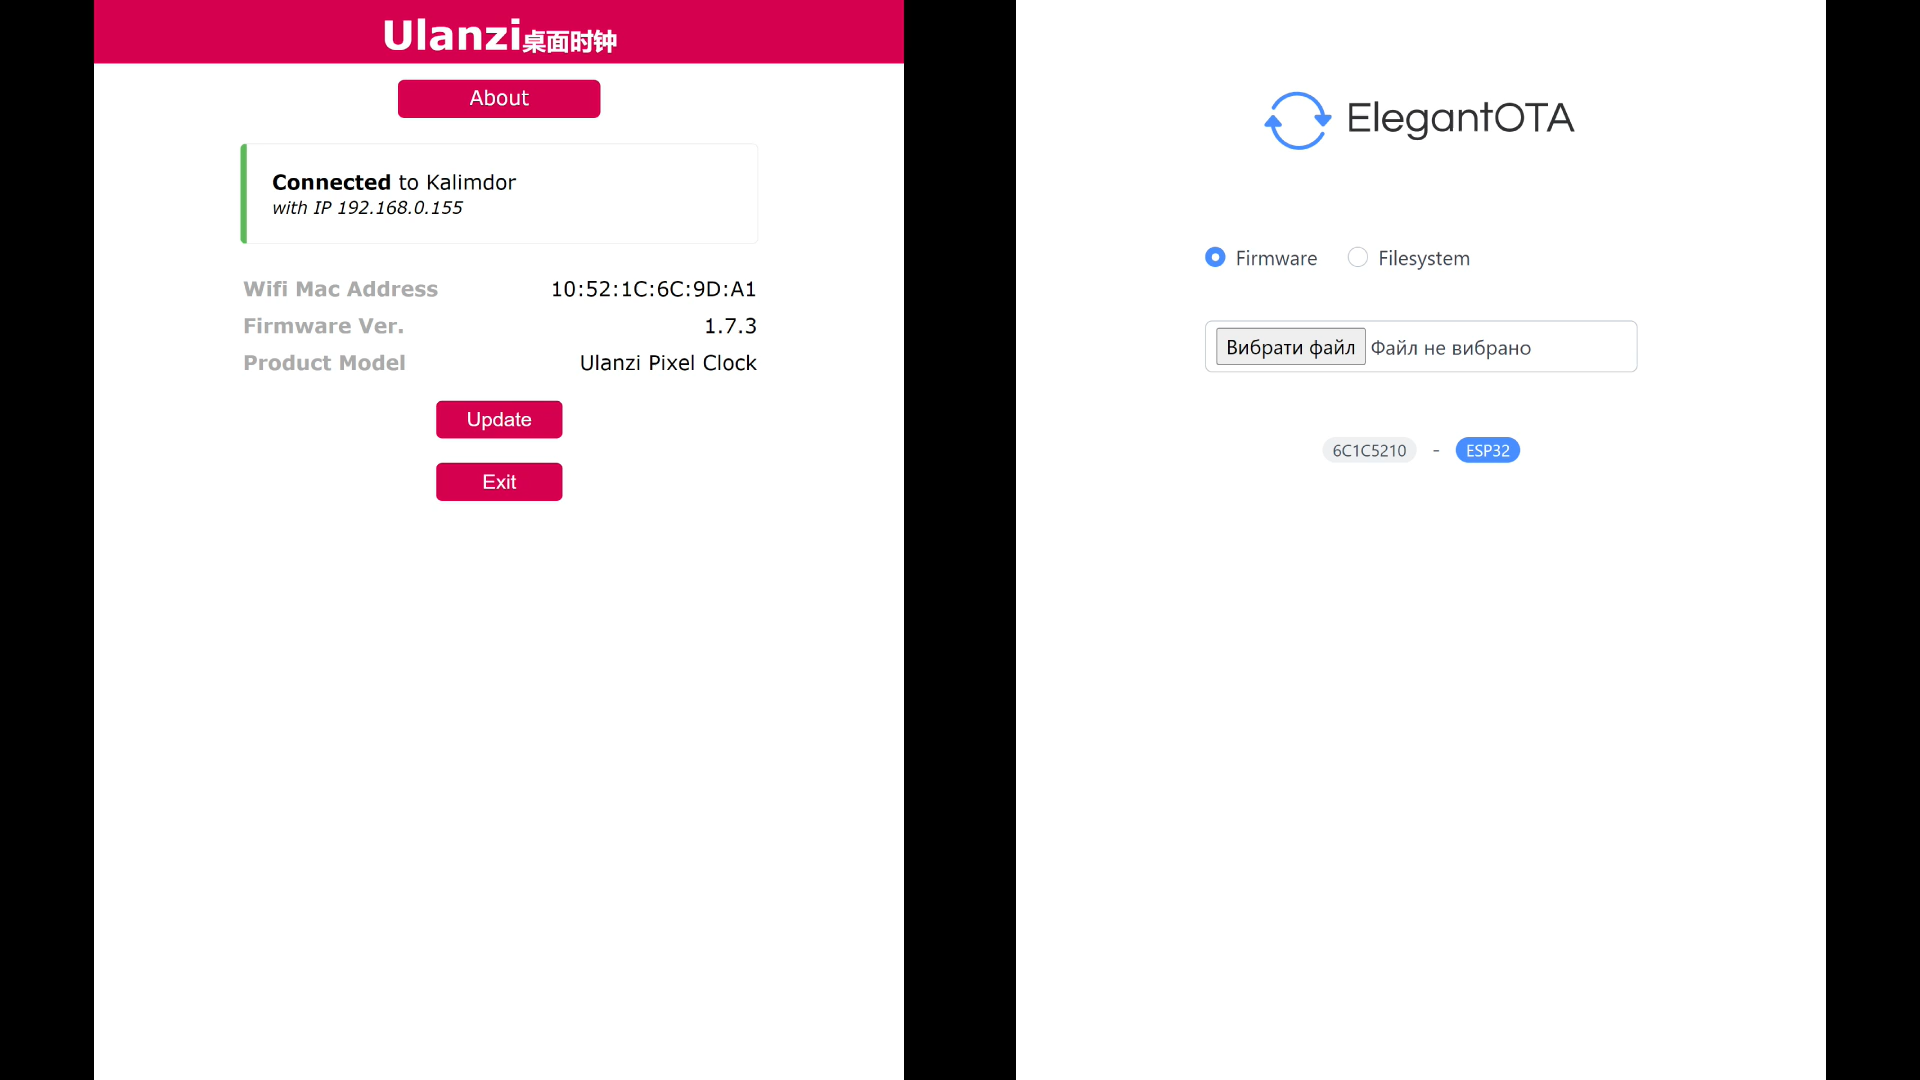 Ulanzi桌面时钟
About
Connected to Kalimdor
with IP 192.168.0.155
Wifi Mac Address 10:52:1C:6C:9D:A1
Firmware Ver. 1.7.3
Product Model Ulanzi Pixel Clock
Update
Exit
ElegantOTA
Firmware Filesystem
Вибрати файл Файл не вибрано
6C1C5210 - ESP32